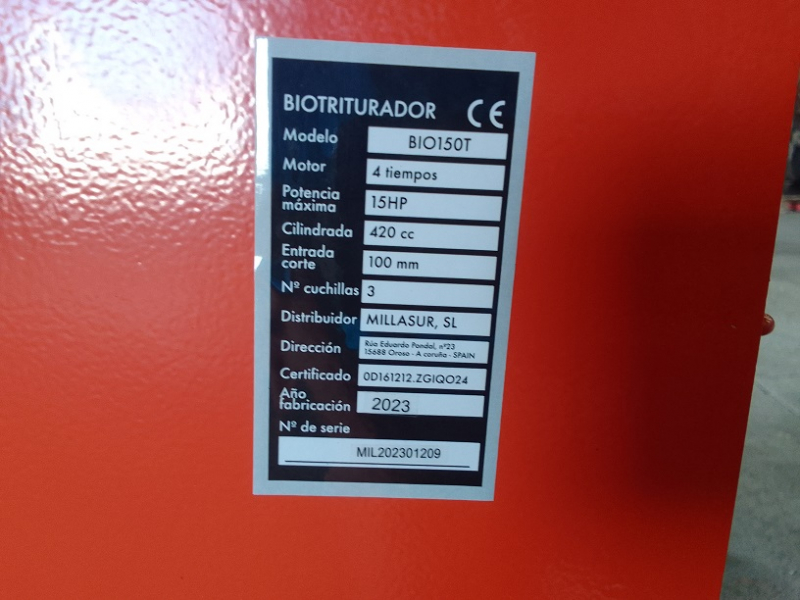 BIOTRITURADOR CE
Modelo BIO150T
Motor 4 tiempos
Potencia
máxima 15HP
Cilindrada 420 cc
Entrada
corte 100 mm
Nº cuchillas 3
Distribuidor MILLASUR, SL
Dirección Rúa Eduardo Pondal, nº23
15688 Oroso - A coruña - SPAIN
Certificado 0D161212.ZGIQO24
Año
fabricación 2023
Nº de serie
MIL202301209